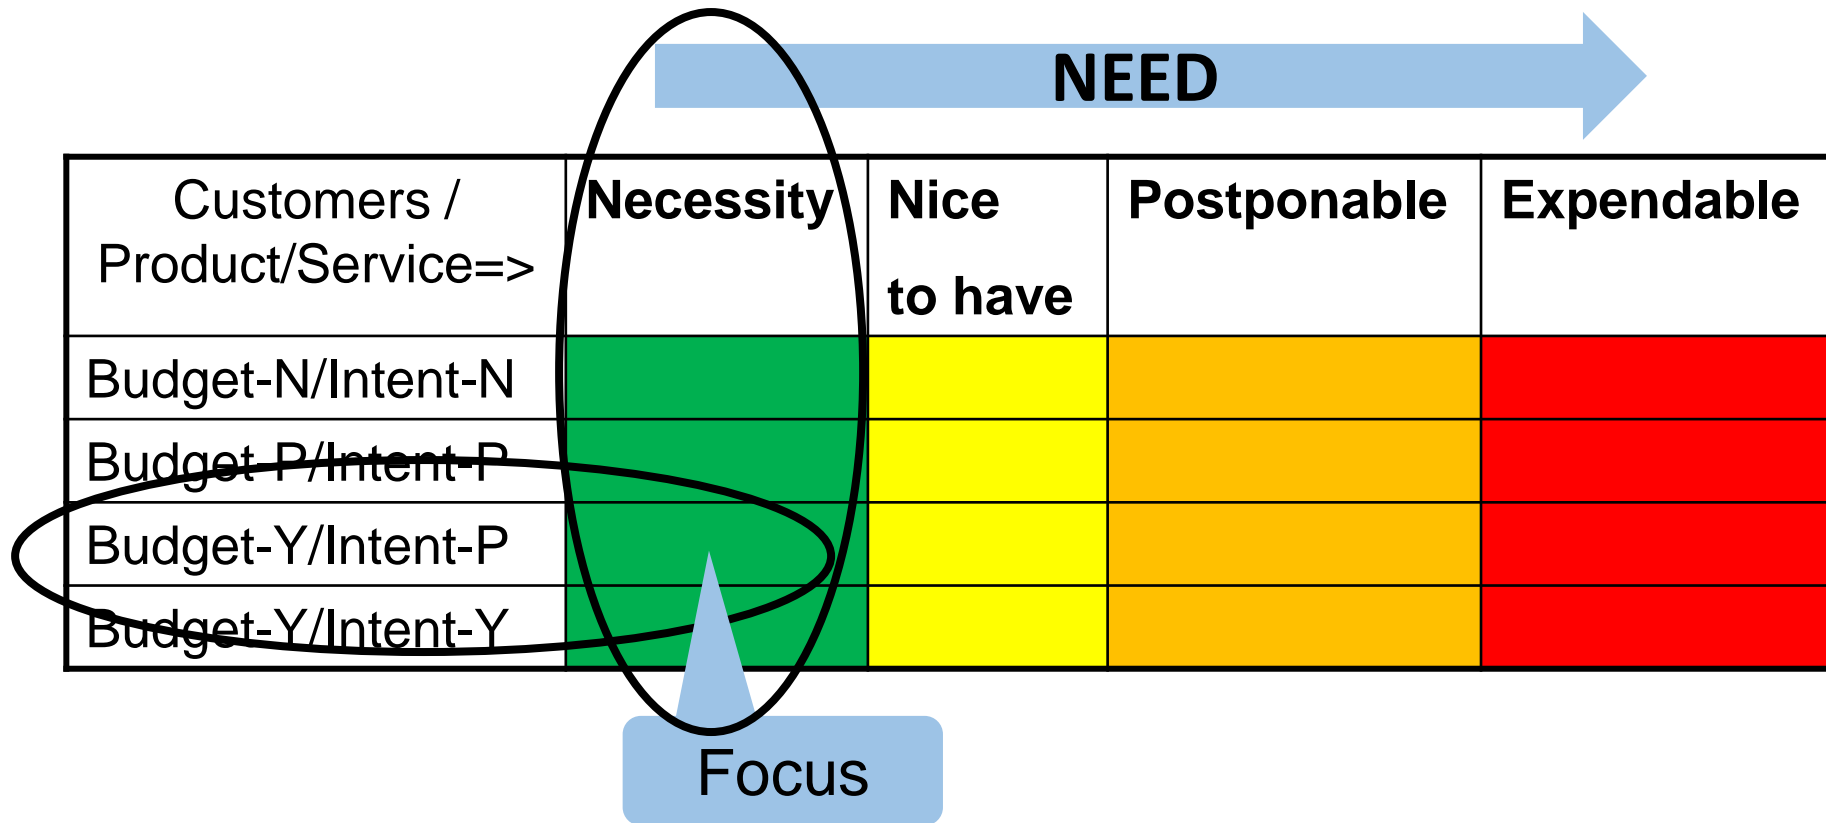 NEED
Customers /
Product/Service=>
Necessity
Nice
to have
Postponable
Expendable
Budget-N/Intent-N
Budget-P/Intent-P
Budget-Y/Intent-P
Budget-Y/Intent-Y
Focus